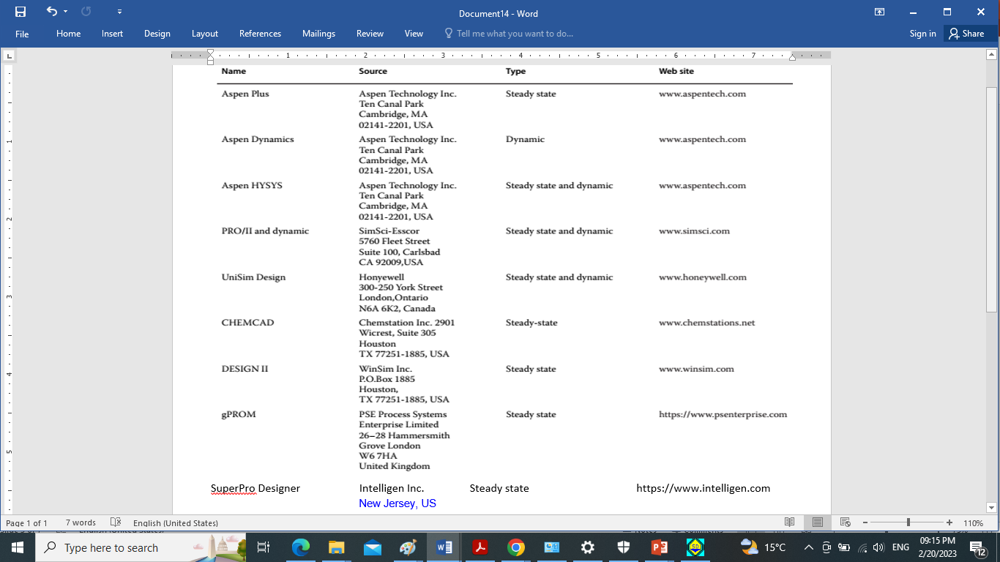 Document14 - Word
File Home Insert Design Layout References Mailings Review View Tell me what you want to do... Sign in Share
L 1 2 3 4 5 6 7
Name Source Type Web site
Aspen Plus Aspen Technology Inc. Steady state www.aspentech.com
Ten Canal Park
Cambridge, MA
02141-2201, USA
Aspen Dynamics Aspen Technology Inc. Dynamic www.aspentech.com
Ten Canal Park
Cambridge, MA
02141-2201, USA
Aspen HYSYS Aspen Technology Inc. Steady state and dynamic www.aspentech.com
Ten Canal Park
Cambridge, MA
02141-2201, USA
PRO/II and dynamic SimSci-Esscor Steady state and dynamic www.simsci.com
5760 Fleet Street
Suite 100, Carlsbad
CA 92009,USA
UniSim Design Honyewell Steady state and dynamic www.honeywell.com
300-250 York Street
London,Ontario
N6A 6K2, Canada
CHEMCAD Chemstation Inc. 2901 Steady-state www.chemstations.net
Wicrest, Suite 305
Houston
TX 77251-1885, USA
DESIGN II WinSim Inc. Steady state www.winsim.com
P.O.Box 1885
Houston,
TX 77251-1885, USA
gPROM PSE Process Systems Steady state https://www.psenterprise.com
Enterprise Limited
26–28 Hammersmith
Grove London
W6 7HA
United Kingdom
SuperPro Designer Intelligen Inc. Steady state https://www.intelligen.com
New Jersey, US
Page 1 of 1 7 words English (United States) 110%
Type here to search 15°C ENG 09:15 PM
2/20/2023 12